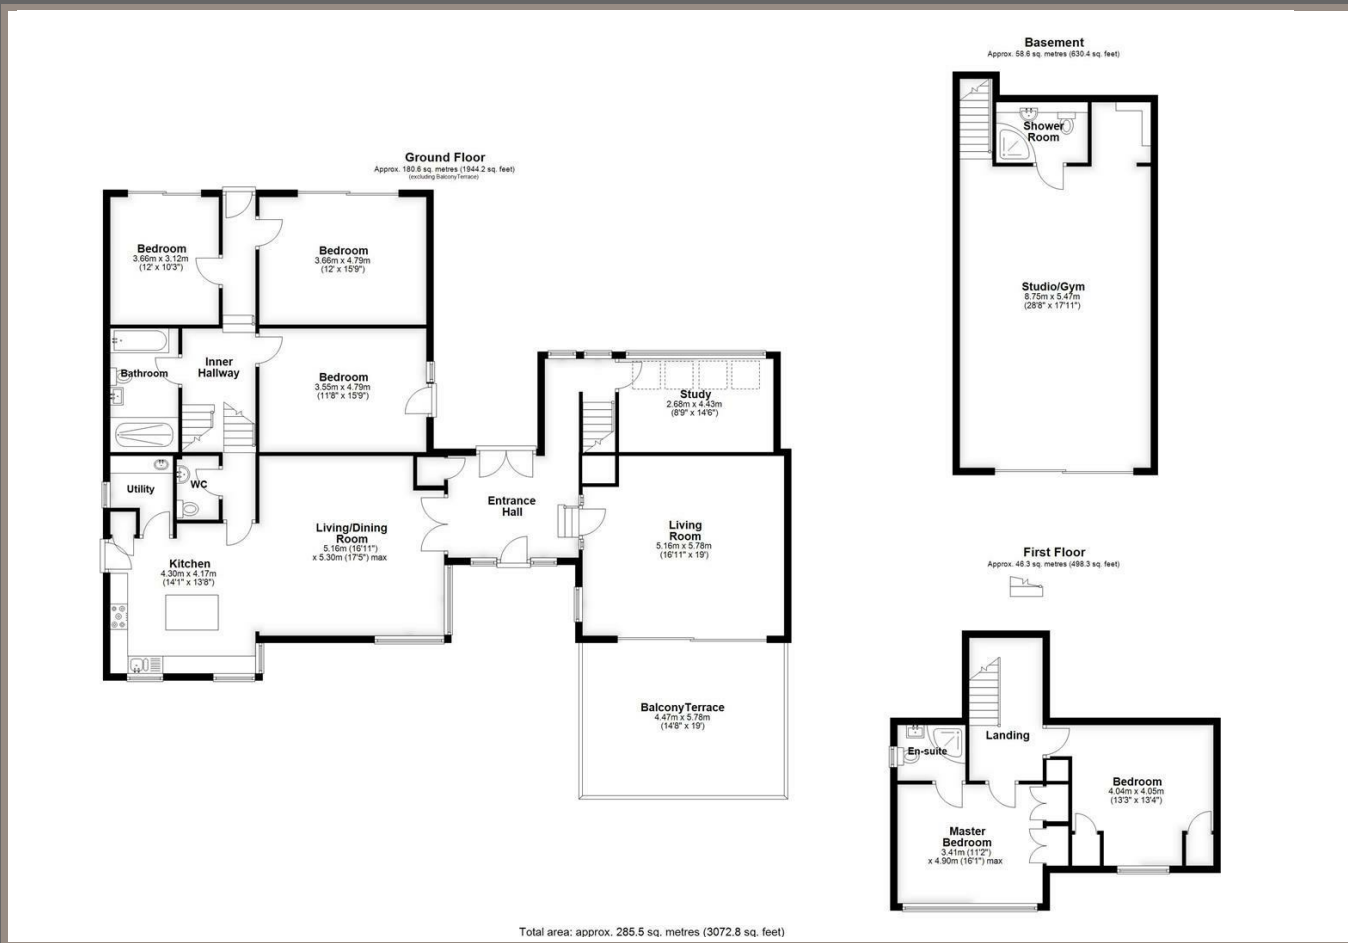 Basement
Approx. 58.6 sq. metres (630.4 sq. feet)
Shower
Room
Studio/Gym
8.75m x 5.47m
(28'8" x 17'11")
Ground Floor
Approx. 180.6 sq. metres (1944.2 sq. feet)
(excluding BalconyTerrace)
Bedroom
3.66m x 3.12m
(12' x 10'3")
Bedroom
3.66m x 4.79m
(12' x 15'9")
Bathroom
Inner
Hallway
Bedroom
3.55m x 4.79m
(11'8" x 15'9")
Study
2.68m x 4.43m
(8'9" x 14'6")
Utility
WC
Entrance
Hall
Living/Dining
Room
5.16m (16'11")
x 5.30m (17'5") max
Living
Room
5.16m x 5.78m
(16'11" x 19')
Kitchen
4.30m x 4.17m
(14'1" x 13'8")
BalconyTerrace
4.47m x 5.78m
(14'8" x 19')
First Floor
Approx. 46.3 sq. metres (498.3 sq. feet)
Landing
En-suite
Bedroom
4.04m x 4.05m
(13'3" x 13'4")
Master
Bedroom
3.41m (11'2")
x 4.90m (16'1") max
Total area: approx. 285.5 sq. metres (3072.8 sq. feet)